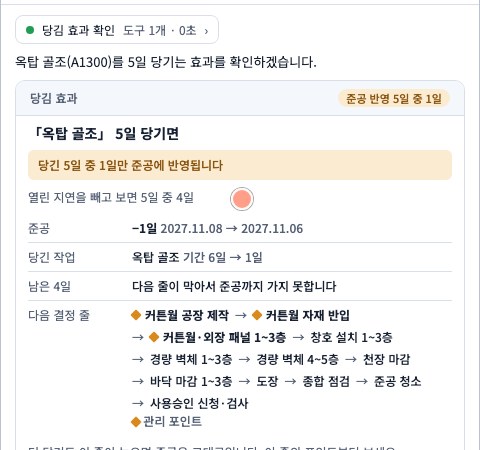 당김 효과 확인 도구 1개 · 0초 ›
옥탑 골조(A1300)를 5일 당기는 효과를 확인하겠습니다.
당김 효과 준공 반영 5일 중 1일
「옥탑 골조」 5일 당기면
당긴 5일 중 1일만 준공에 반영됩니다
열린 지연을 빼고 보면 5일 중 4일
준공 −1일 2027.11.08 → 2027.11.06
당긴 작업 옥탑 골조 기간 6일 → 1일
남은 4일 다음 줄이 막아서 준공까지 가지 못합니다
다음 결정 줄 ◆ 커튼월 공장 제작 → ◆ 커튼월 자재 반입
→ ◆ 커튼월·외장 패널 1~3층 → 창호 설치 1~3층
→ 경량 벽체 1~3층 → 경량 벽체 4~5층 → 천장 마감
→ 바닥 마감 1~3층 → 도장 → 종합 점검 → 준공 청소
→ 사용승인 신청·검사
◆ 관리 포인트